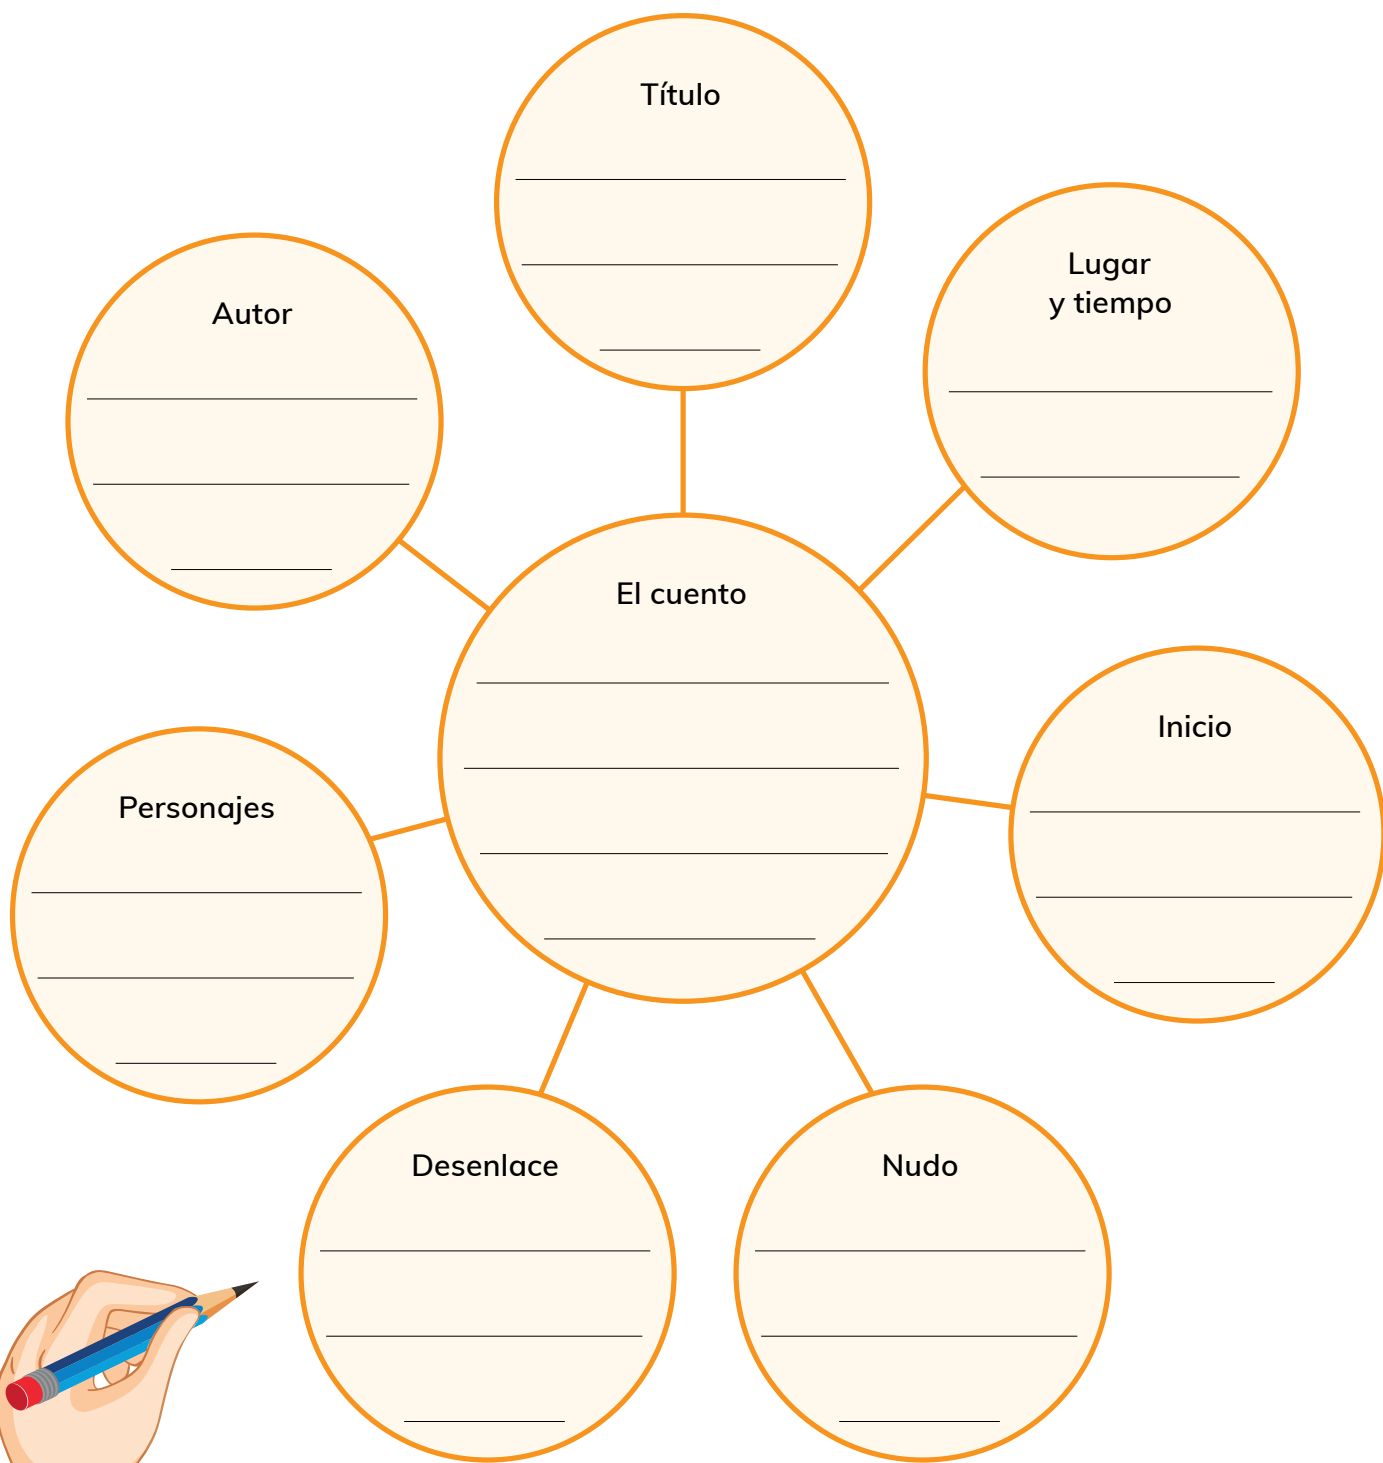 Título
Lugar
y tiempo
Autor
El cuento
Inicio
Personajes
Desenlace
Nudo